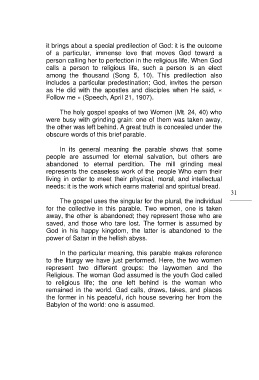 it brings about a special predilection of God: it is the outcome
of a particular, immense love that moves God toward a
person calling her to perfection in the religious life. When God
calls a person to religious life, such a person is an elect
among the thousand (Song 5, 10). This predilection also
includes a particular predestination; God, invites the person
as He did with the apostles and disciples when He said, «
Follow me » (Speech, April 21, 1907).
The holy gospel speaks of two Women (Mt. 24, 40) who
were busy with grinding grain; one of them was taken away,
the other was left behind. A great truth is concealed under the
obscure words of this brief parable.
In its general meaning the parable shows that some
people are assumed for eternal salvation, but others are
abandoned to eternal perdition. The mill grinding meal
represents the ceaseless work of the people Who earn their
living in order to meet their physical, moral, and intellectual
needs: it is the work which earns material and spiritual bread.
31
The gospel uses the singular for the plural, the individual
for the collective in this parable. Two women, one is taken
away, the other is abandoned; they represent those who are
saved, and those who tare lost. The former is assumed by
God in his happy kingdom, the latter is abandoned to the
power of Satan in the hellish abyss.
In the particular meaning, this parable makes reference
to the liturgy we have just performed. Here, the two women
represent two different groups: the laywomen and the
Religious. The woman God assumed is the youth God called
to religious life; the one left behind is the woman who
remained in the world. Gad calls, draws, takes, and places
the former in his peaceful, rich house severing her from the
Babylon of the world: one is assumed.